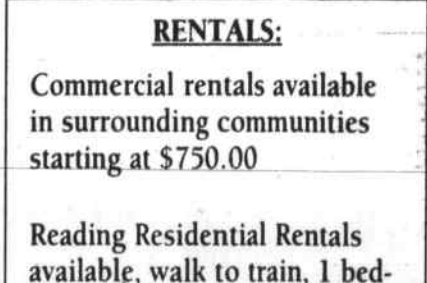 RENTALS:
Commercial rentals available
in surrounding communities
starting at $750.00
Reading Residential Rentals
available, walk to train, 1 bed-